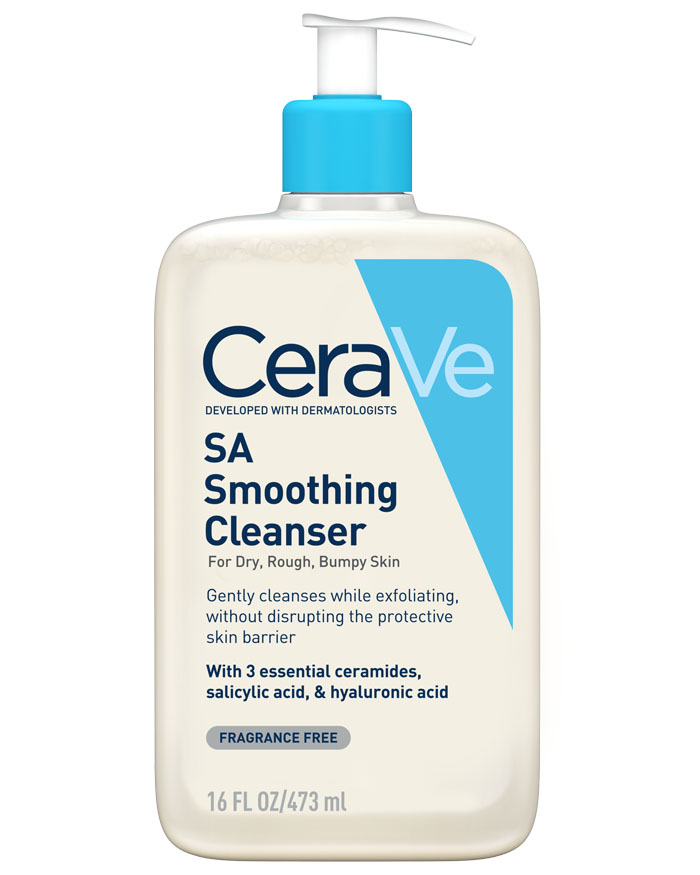 CeraVe
DEVELOPED WITH DERMATOLOGISTS
SA
Smoothing
Cleanser
For Dry, Rough, Bumpy Skin
Gently cleanses while exfoliating,
without disrupting the protective
skin barrier
With 3 essential ceramides,
salicylic acid, & hyaluronic acid
FRAGRANCE FREE
16 FL OZ/473 ml